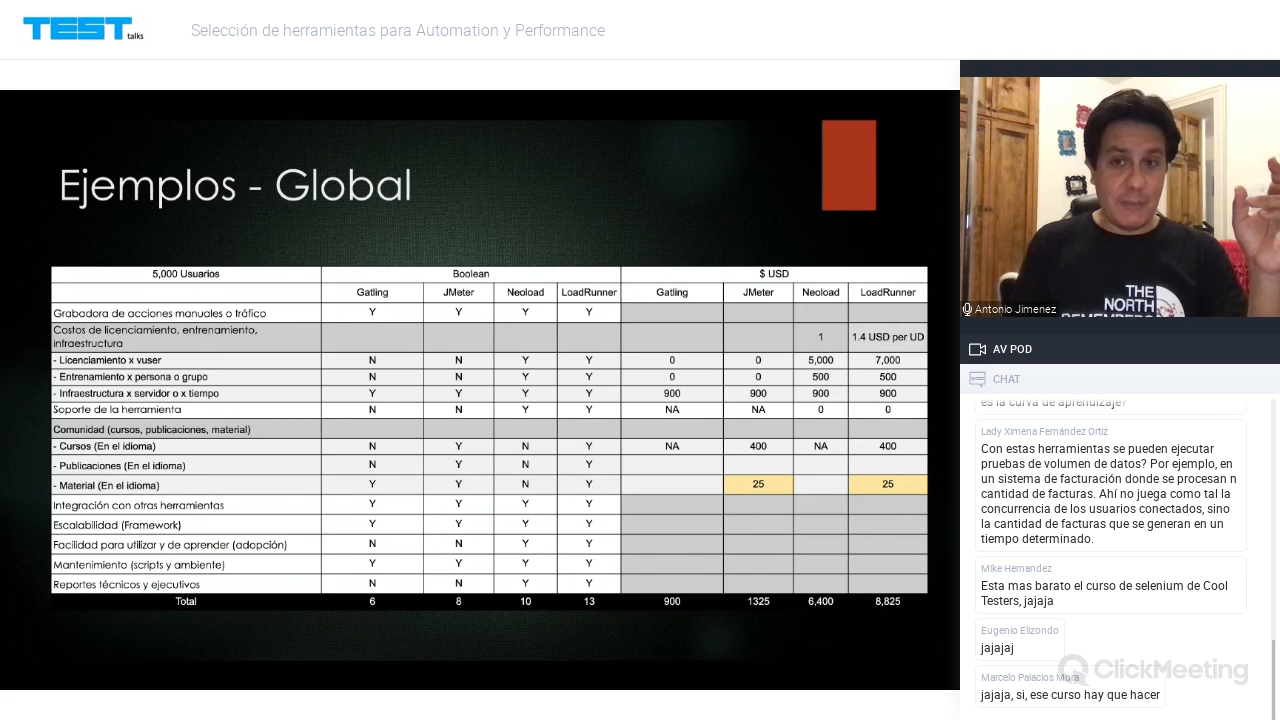 TEST talks
Selección de herramientas para Automation y Performance
Ejemplos - Global
5,000 Usuarios Boolean $ USD
Gatling JMeter Neoload LoadRunner Gatling JMeter Neoload LoadRunner
Grabadora de acciones manuales o tráfico Y Y Y Y
Costos de licenciamiento, entrenamiento,
infraestructura 1 1.4 USD per UD
- Licenciamiento x vuser N N Y Y 0 0 5,000 7,000
- Entrenamiento x persona o grupo N N Y Y 0 0 500 500
- Infraestructura x servidor o x tiempo Y Y Y Y 900 900 900 900
Soporte de la herramienta N N Y Y NA NA 0 0
Comunidad (cursos, publicaciones, material)
- Cursos (En el idioma) N Y N Y NA 400 NA 400
- Publicaciones (En el idioma) N Y N Y
- Material (En el idioma) Y Y N Y 25 25
Integración con otras herramientas Y Y Y Y
Escalabilidad (Framework) Y Y Y Y
Facilidad para utilizar y de aprender (adopción) N N Y Y
Mantenimiento (scripts y ambiente) Y Y Y Y
Reportes técnicos y ejecutivos N N Y Y
Total 6 8 10 13 900 1325 6,400 8,825
THE
NORTH
Antonio Jimenez
AV POD
CHAT
es la curva de aprendizaje?
Lady Ximena Fernández Ortiz
Con estas herramientas se pueden ejecutar
pruebas de volumen de datos? Por ejemplo, en
un sistema de facturación donde se procesan n
cantidad de facturas. Ahí no juega como tal la
concurrencia de los usuarios conectados, sino
la cantidad de facturas que se generan en un
tiempo determinado.
Mike Hernandez
Esta mas barato el curso de selenium de Cool
Testers, jajaja
Eugenio Elizondo
jajajaj
ClickMeeting
Marcelo Palacios Mora
jajaja, si, ese curso hay que hacer